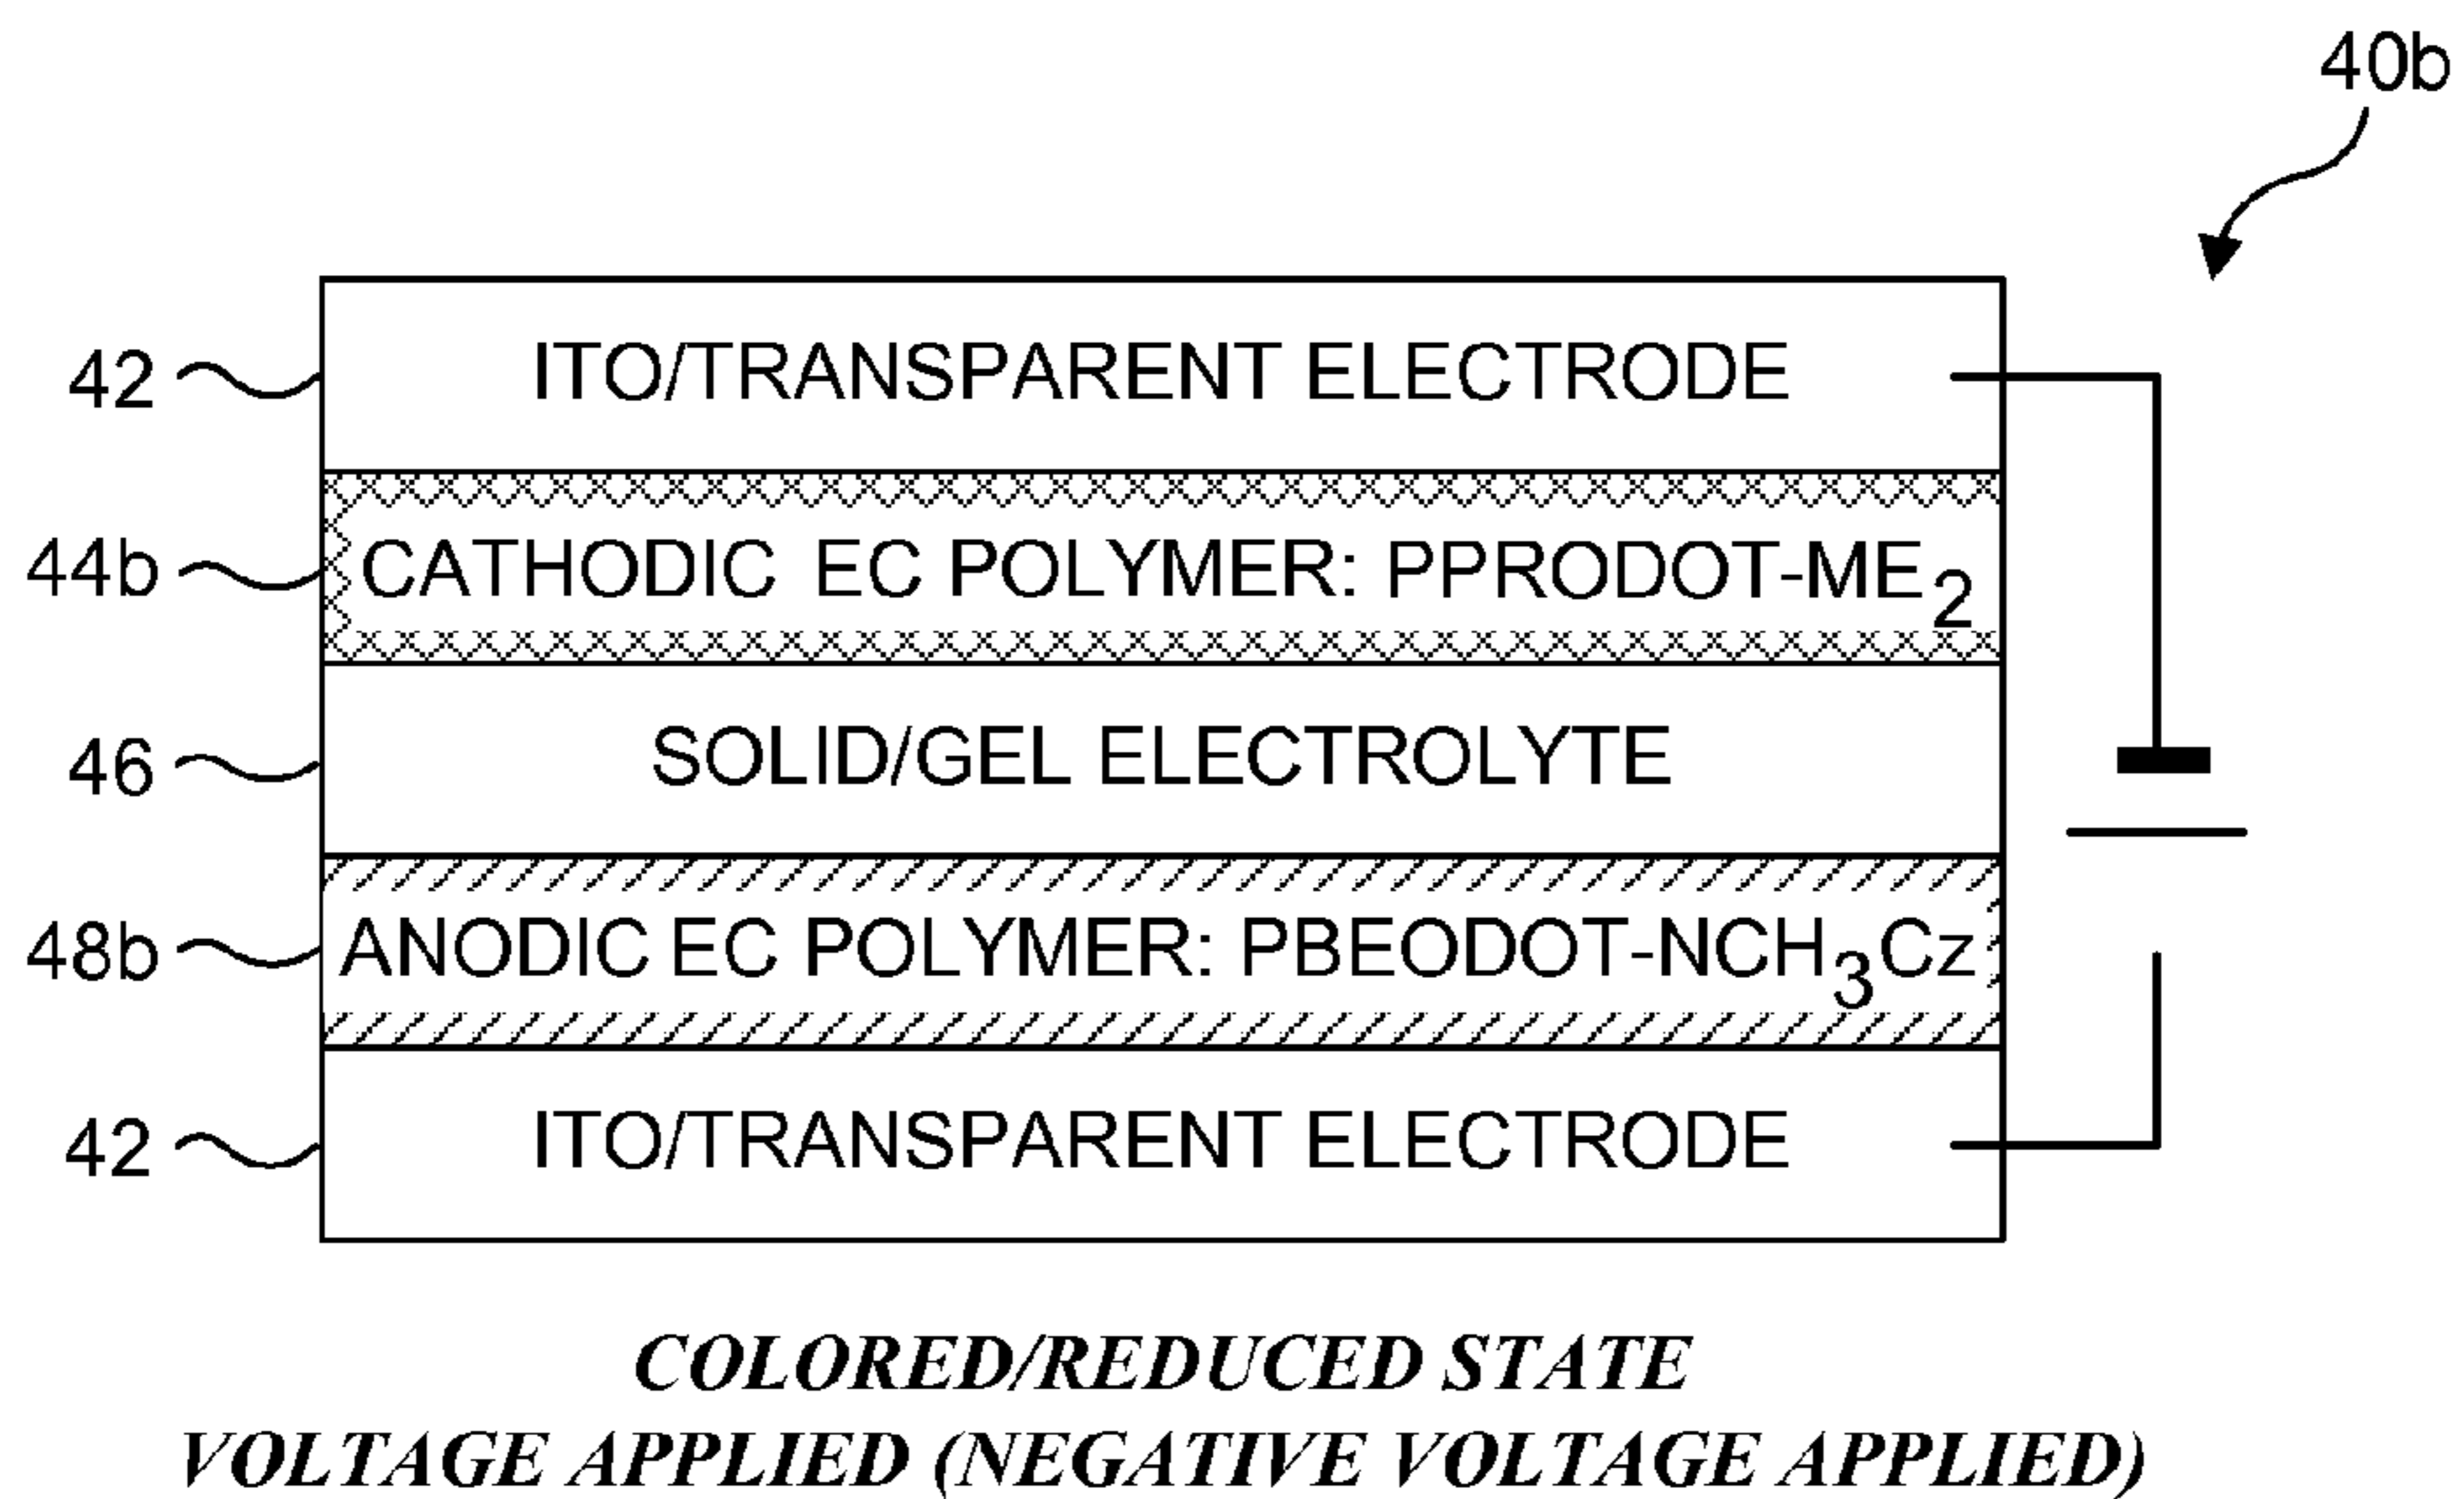 40b
42 ITO/TRANSPARENT ELECTRODE
44b CATHODIC EC POLYMER: PPRODOT-ME2
46 SOLID/GEL ELECTROLYTE
48b ANODIC EC POLYMER: PBEODOT-NCH3Cz
42 ITO/TRANSPARENT ELECTRODE
COLORED/REDUCED STATE
VOLTAGE APPLIED (NEGATIVE VOLTAGE APPLIED)